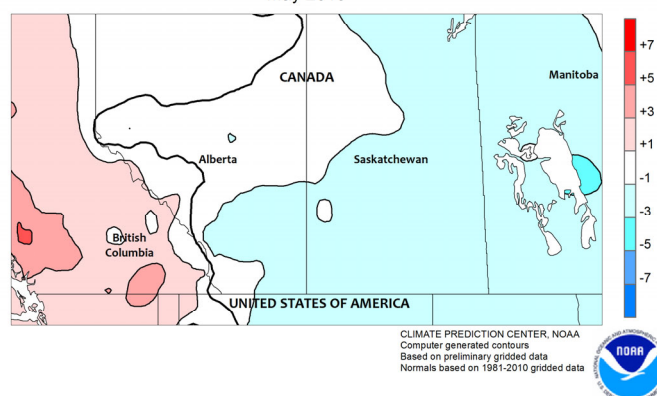 CANADA
Manitoba
Alberta
Saskatchewan
British
Columbia
UNITED STATES OF AMERICA
+7
+5
+3
+1
-1
-3
-5
-7
CLIMATE PREDICTION CENTER, NOAA
Computer generated contours
Based on preliminary gridded data
Normals based on 1981-2010 gridded data
NOAA